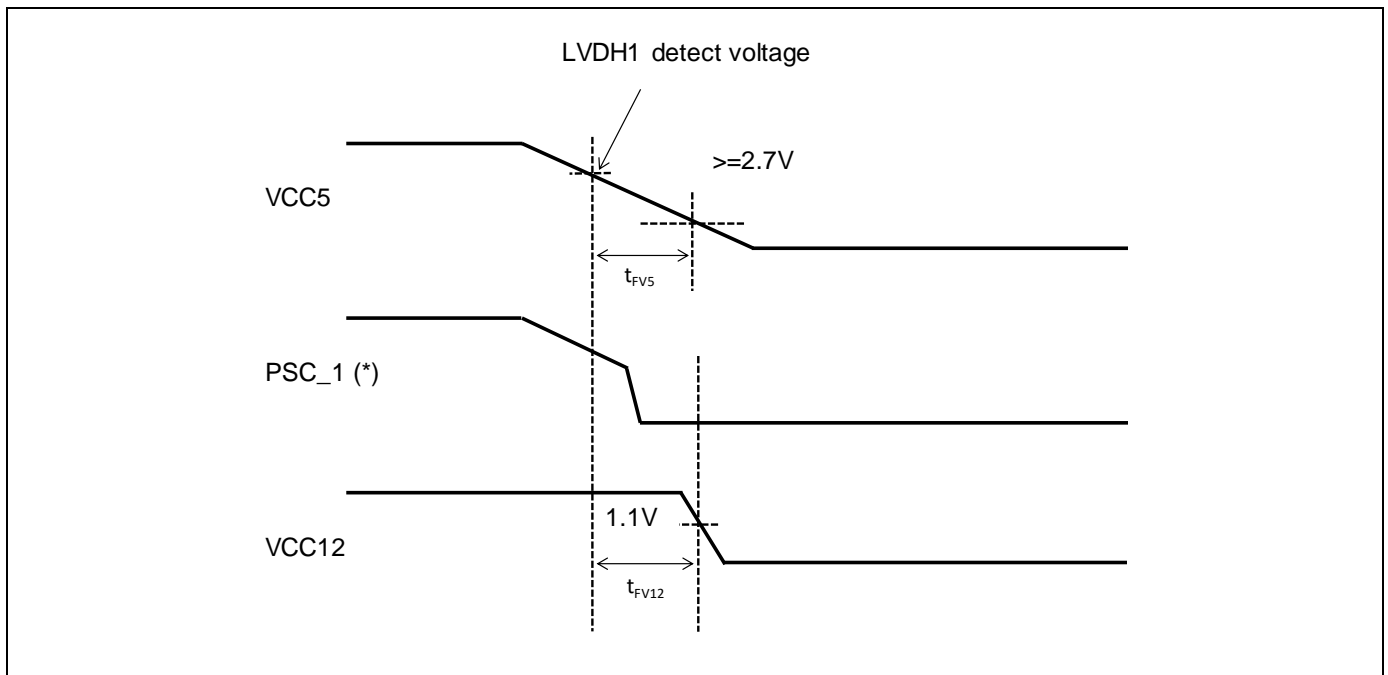 LVDH1 detect voltage
>=2.7V
VCC5
tFV5
PSC_1 (*)
1.1V
VCC12
tFV12